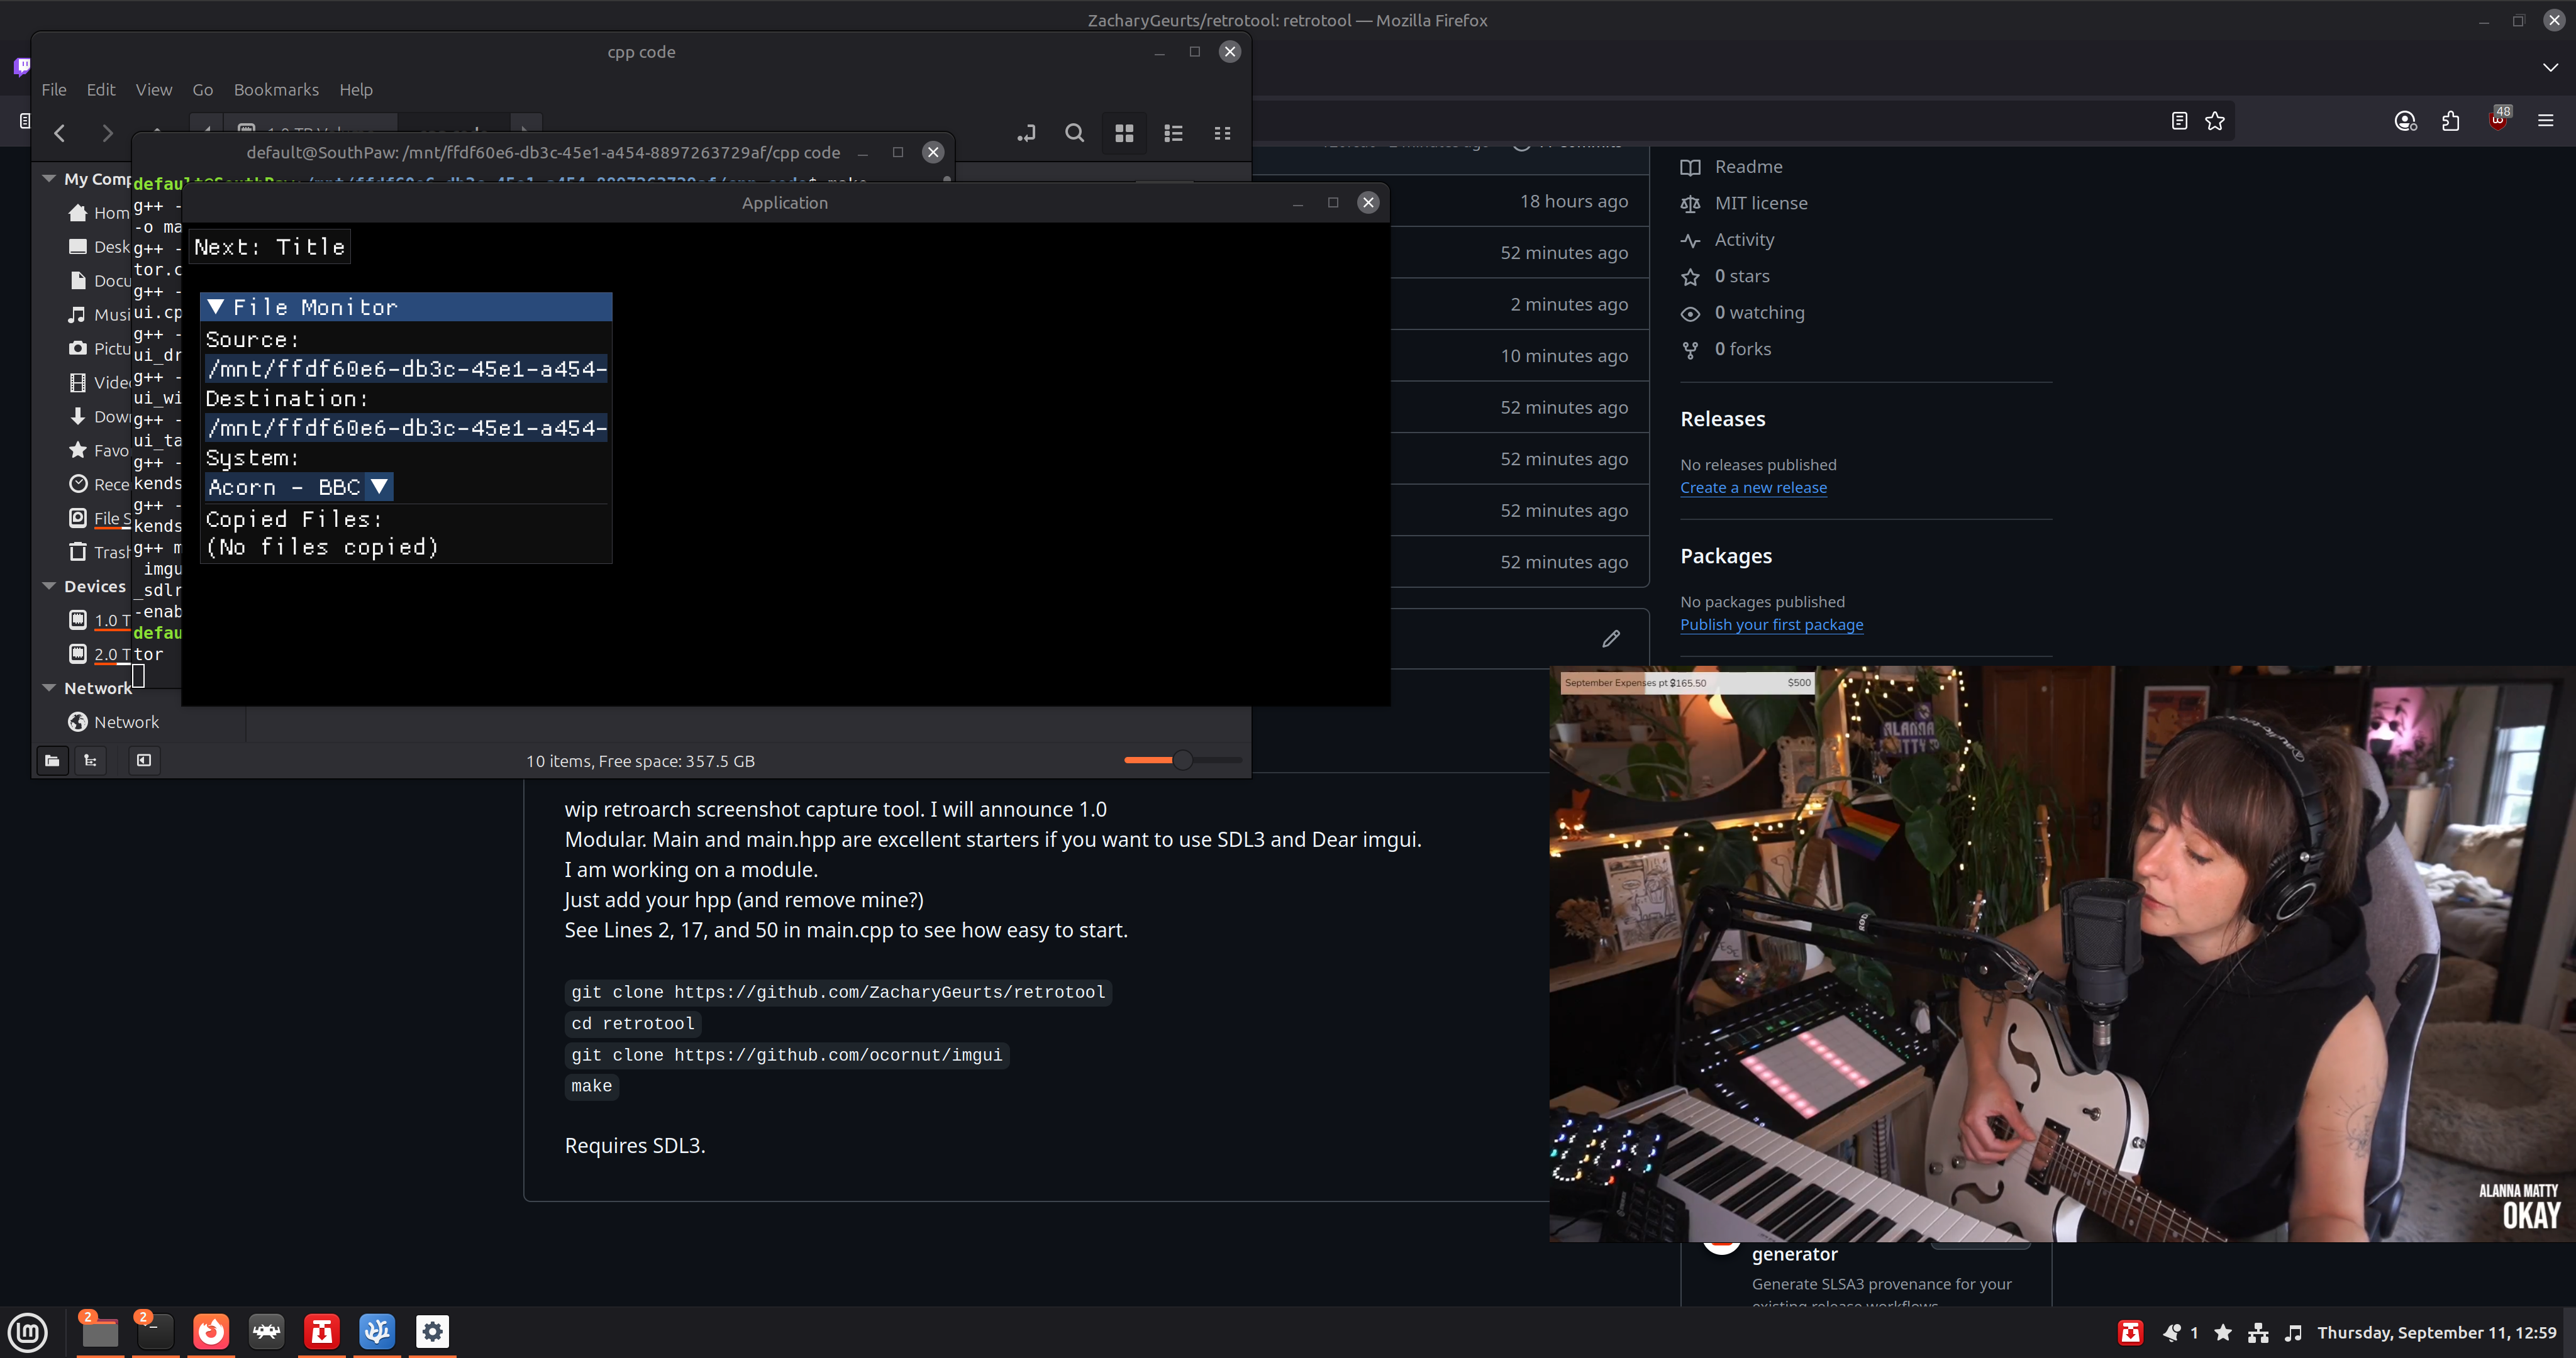 ZacharyGeurts/retrotool: retrotool — Mozilla Firefox
cpp code
File Edit View Go Bookmarks Help
48
default@SouthPaw: /mnt/ffdf60e6-db3c-45e1-a454-8897263729af/cpp code
My Comp
Hom
Desk
Docu
Musi
Pictu
Vide
Dow
Favo
Rece
File S
Trash
Devices
1.0 T
2.0 T
Network
Network
g++ -
-o ma
g++ -
tor.c
g++ -
ui.cp
g++ -
ui_dr
g++ -
ui_wi
g++ -
ui_ta
g++ -
kends
g++ -
kends
g++ m
imgu
_sdlr
-enab
defau
tor
Application
Next: Title
File Monitor
Source:
/mnt/ffdf60e6-db3c-45e1-a454-
Destination:
/mnt/ffdf60e6-db3c-45e1-a454-
System:
Acorn - BBC
Copied Files:
(No files copied)
10 items, Free space: 357.5 GB
18 hours ago
52 minutes ago
2 minutes ago
10 minutes ago
52 minutes ago
52 minutes ago
52 minutes ago
52 minutes ago
Readme
MIT license
Activity
0 stars
0 watching
0 forks
Releases
No releases published
Create a new release
Packages
No packages published
Publish your first package
wip retroarch screenshot capture tool. I will announce 1.0
Modular. Main and main.hpp are excellent starters if you want to use SDL3 and Dear imgui.
I am working on a module.
Just add your hpp (and remove mine?)
See Lines 2, 17, and 50 in main.cpp to see how easy to start.
git clone https://github.com/ZacharyGeurts/retrotool
cd retrotool
git clone https://github.com/ocornut/imgui
make
Requires SDL3.
September Expenses pt 2 $165.50 $500
ALANNA
MATTY
ALANNA MATTY
OKAY
generator
Generate SLSA3 provenance for your
existing release workflows
2 2
1 Thursday, September 11, 12:59